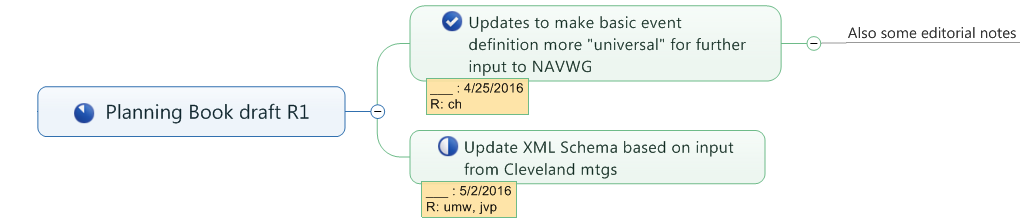 Planning Book draft R1
Updates to make basic event
definition more "universal" for further
input to NAVWG
___ : 4/25/2016
R: ch
Also some editorial notes
Update XML Schema based on input
from Cleveland mtgs
___ : 5/2/2016
R: umw, jvp